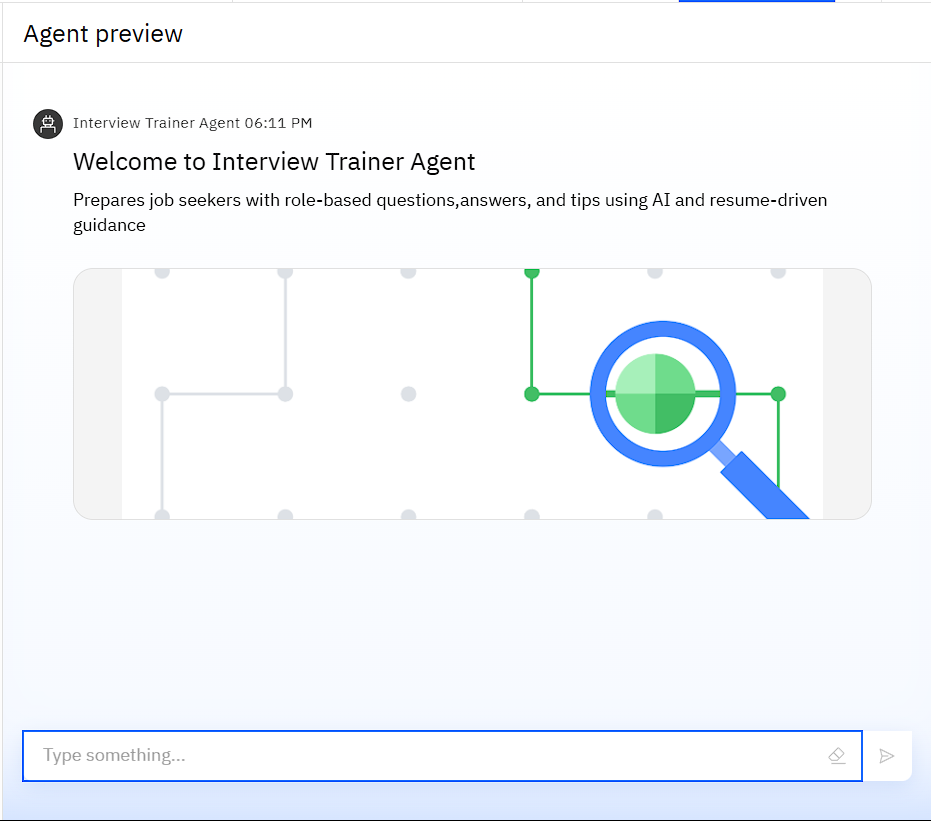 Agent preview
Interview Trainer Agent 06:11 PM
Welcome to Interview Trainer Agent
Prepares job seekers with role-based questions,answers, and tips using AI and resume-driven
guidance
Type something...